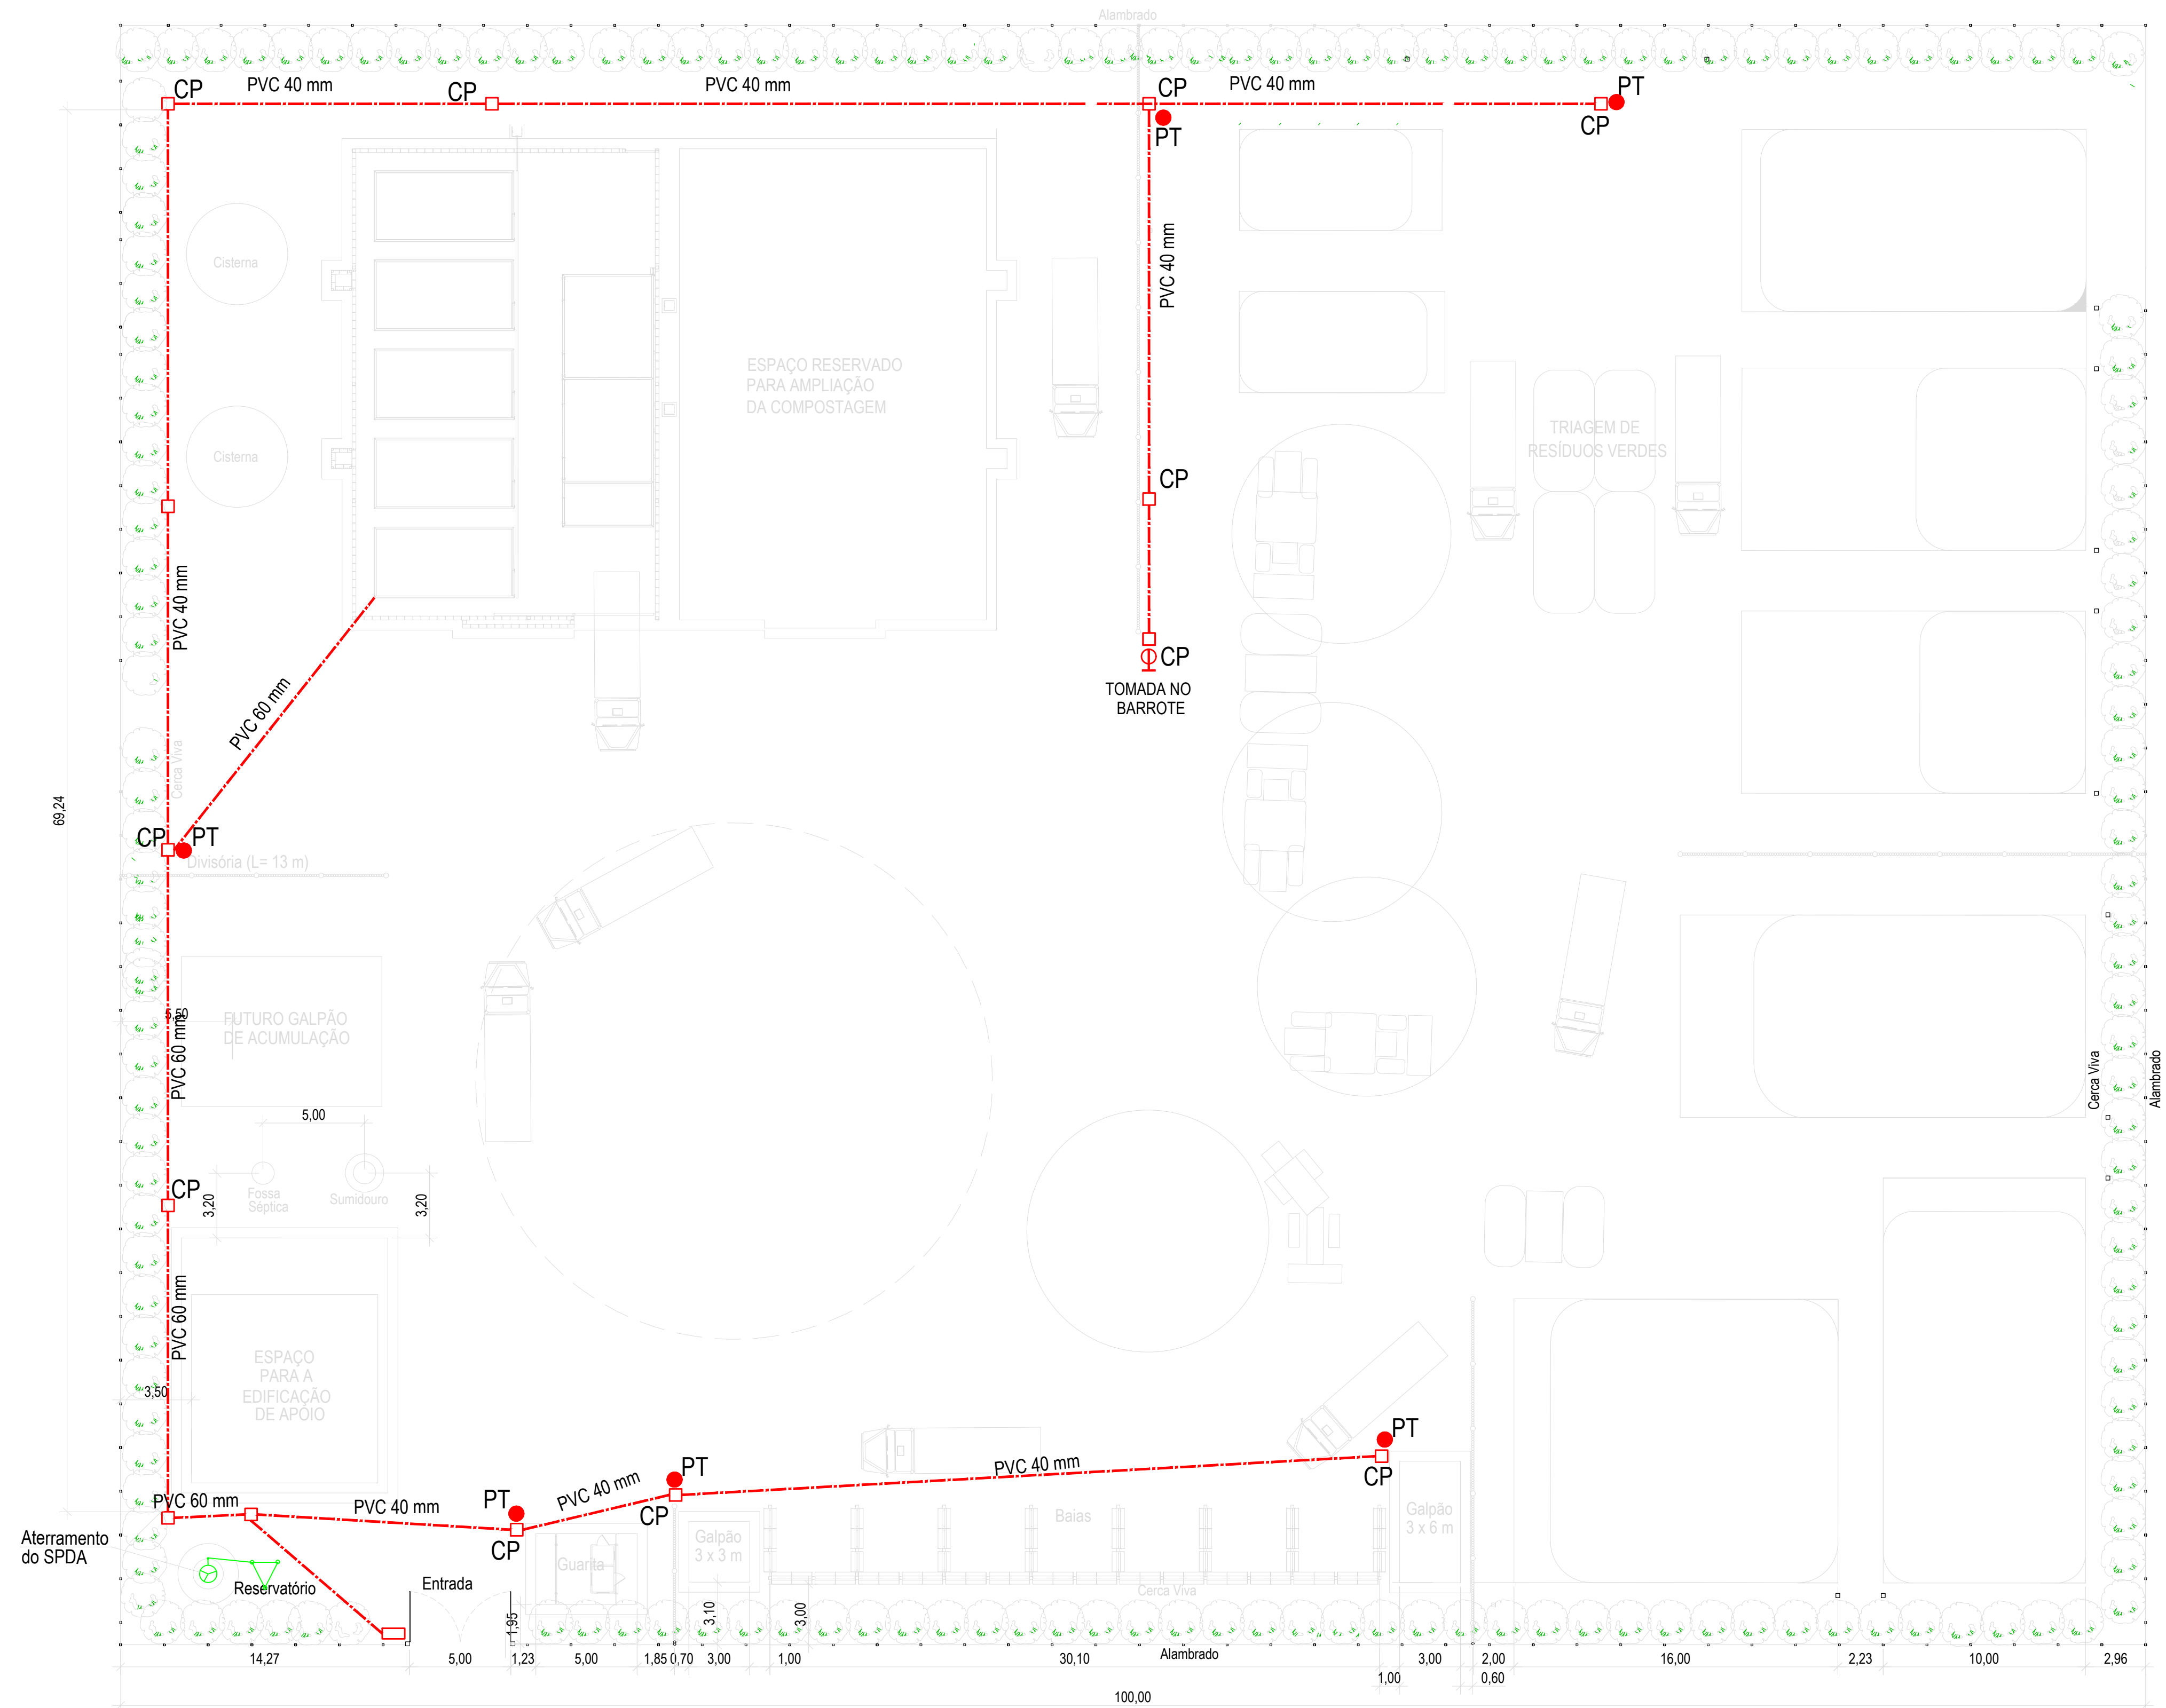 Alambrado
CP
PVC 40 mm
CP
PVC 40 mm
CP
PVC 40 mm
PT
PT
CP
PVC 40 mm
Cisterna
Cisterna
ESPAÇO RESERVADO
PARA AMPLIAÇÃO
DA COMPOSTAGEM
TRIAGEM DE
RESÍDUOS VERDES
CP
PVC 40 mm
CP
TOMADA NO
BARROTE
PVC 60 mm
Cerca Viva
69,24
CP
PT
Divisória (L= 13 m)
5,50
FUTURO GALPÃO
DE ACUMULAÇÃO
PVC 60 mm
5,00
Cerca Viva
Alambrado
CP
Fossa
Séptica
Sumidouro
3,20
3,20
PVC 60 mm
ESPAÇO
PARA A
EDIFICAÇÃO
DE APOIO
3,50
PVC 60 mm
PVC 40 mm
PT
CP
PVC 40 mm
PT
CP
PVC 40 mm
PT
CP
Aterramento
do SPDA
Reservatório
Entrada
Guarita
Galpão
3 x 3 m
Baias
Galpão
3 x 6 m
Cerca Viva
1,95
3,10
3,00
Alambrado
14,27
5,00
1,23
5,00
1,85
0,70
3,00
1,00
30,10
1,00
3,00
0,60
2,00
16,00
2,23
10,00
2,96
100,00